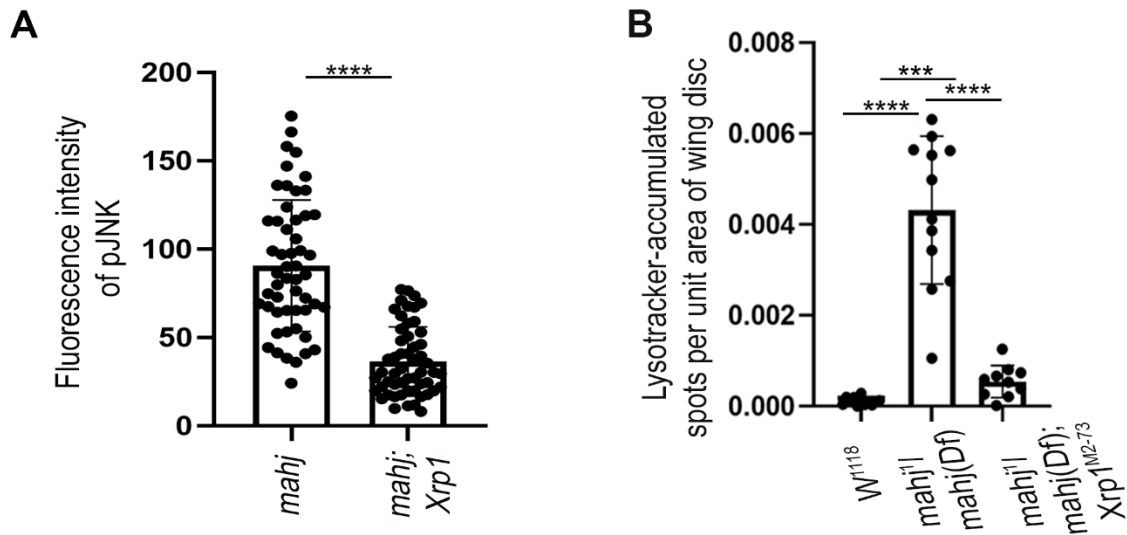 A
Fluorescence intensity
of pJNK
200
150
100
50
0
****
mahj
mahj;
Xrp1
B
Lysotracker-accumulated
spots per unit area of wing disc
0.008
0.006
0.004
0.002
0.000
***
****
****
W¹¹¹⁸
mahj¹|
mahj(Df)
mahj¹|
mahj(Df);
Xrp1ᴹ²⁻⁷³